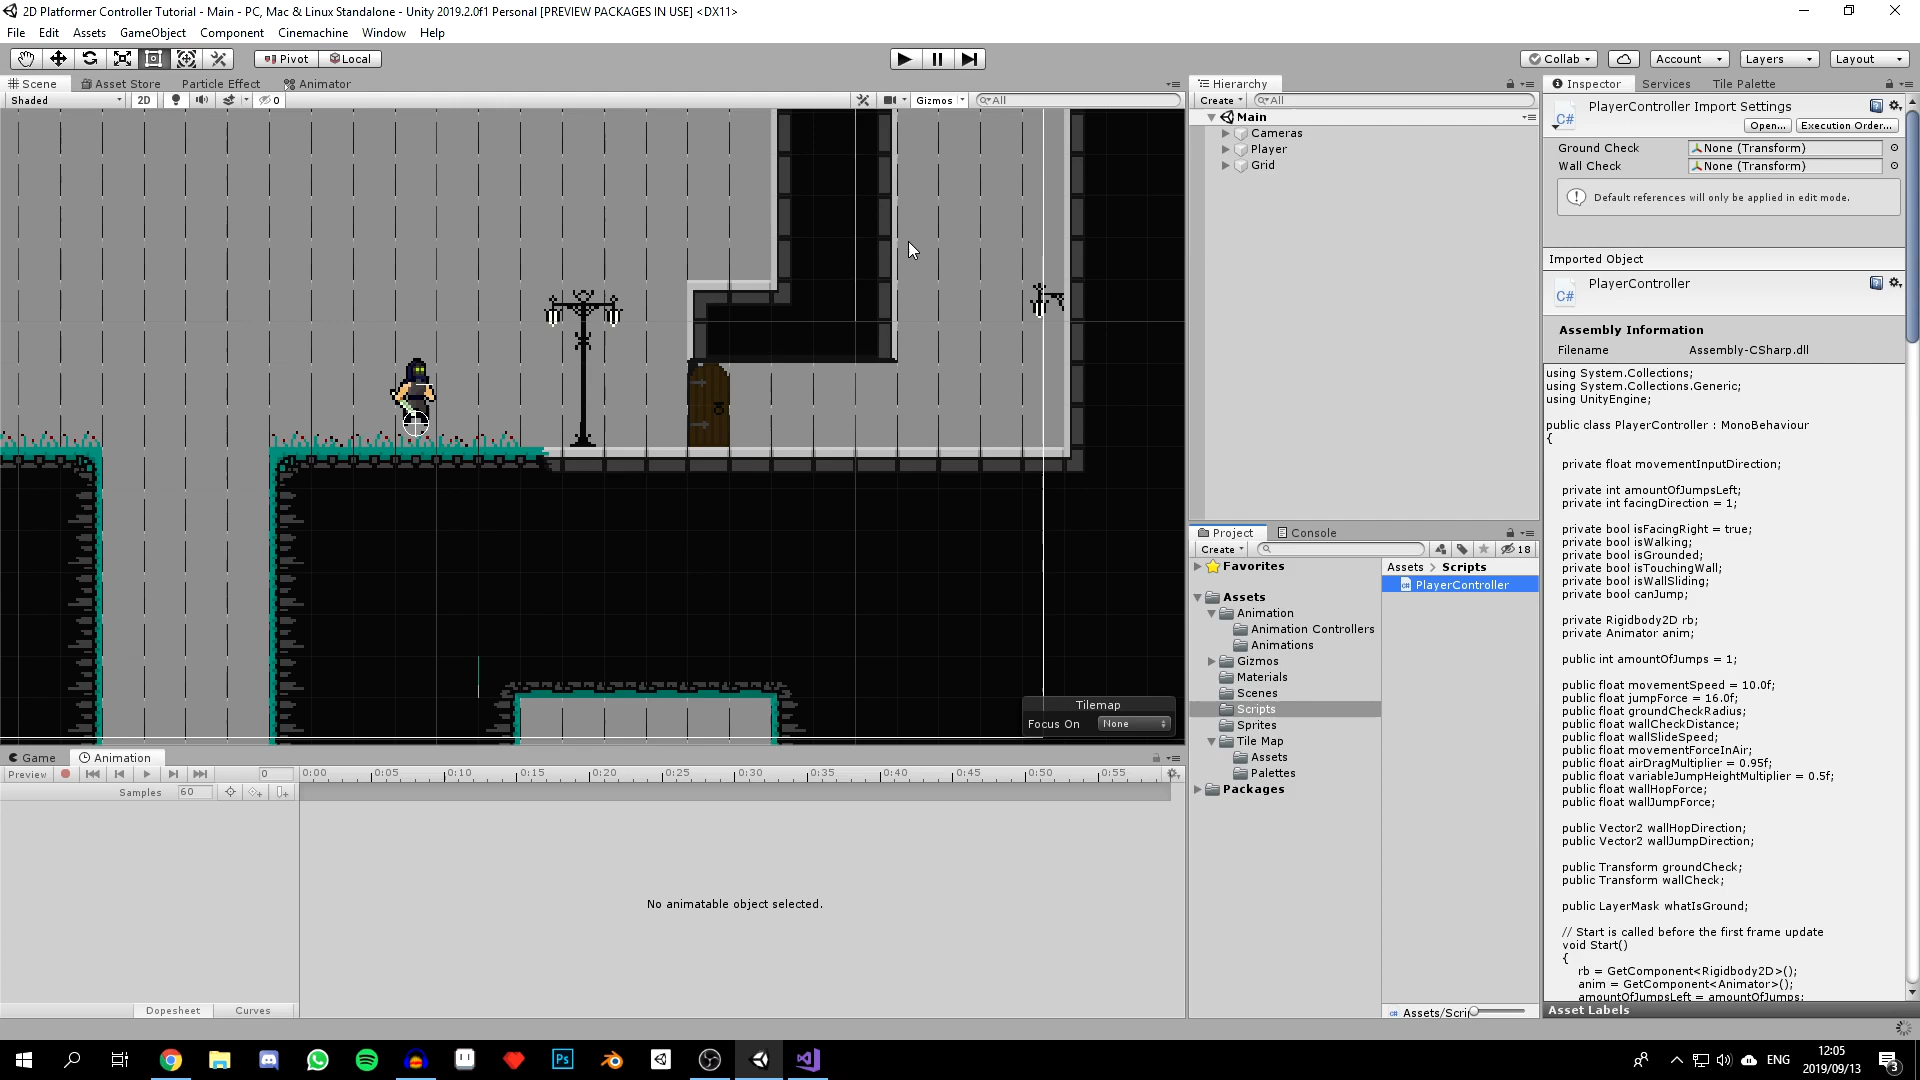 2D Platformer Controller Tutorial - Main - PC, Mac & Linux Standalone - Unity 2019.2.0f1 Personal [PREVIEW PACKAGES IN USE] <DX11>
File Edit Assets GameObject Component Cinemachine Window Help
Pivot Local Collab Account Layers Layout
Scene Asset Store Particle Effect Animator
Shaded 2D 0 Gizmos All
Tilemap
Focus On None
Hierarchy
Create All
Main
Cameras
Player
Grid
Project Console
Create 18
Favorites
Assets
Animation
Animation Controllers
Animations
Gizmos
Materials
Scenes
Scripts
Sprites
Tile Map
Assets
Palettes
Packages
Assets > Scripts
PlayerController
Assets/Scri
Game Animation
Preview 0 0:00 0:05 0:10 0:15 0:20 0:25 0:30 0:35 0:40 0:45 0:50 0:55
Samples 60
No animatable object selected.
Dopesheet Curves
Inspector Services Tile Palette
C# PlayerController Import Settings
Open... Execution Order...
Ground Check None (Transform)
Wall Check None (Transform)
Default references will only be applied in edit mode.
Imported Object
C# PlayerController
Assembly Information
Filename Assembly-CSharp.dll
using System.Collections;
using System.Collections.Generic;
using UnityEngine;
public class PlayerController : MonoBehaviour
{
private float movementInputDirection;
private int amountOfJumpsLeft;
private int facingDirection = 1;
private bool isFacingRight = true;
private bool isWalking;
private bool isGrounded;
private bool isTouchingWall;
private bool isWallSliding;
private bool canJump;
private Rigidbody2D rb;
private Animator anim;
public int amountOfJumps = 1;
public float movementSpeed = 10.0f;
public float jumpForce = 16.0f;
public float groundCheckRadius;
public float wallCheckDistance;
public float wallSlideSpeed;
public float movementForceInAir;
public float airDragMultiplier = 0.95f;
public float variableJumpHeightMultiplier = 0.5f;
public float wallHopForce;
public float wallJumpForce;
public Vector2 wallHopDirection;
public Vector2 wallJumpDirection;
public Transform groundCheck;
public Transform wallCheck;
public LayerMask whatIsGround;
// Start is called before the first frame update
void Start()
{
rb = GetComponent<Rigidbody2D>();
anim = GetComponent<Animator>();
amountOfJumpsLeft = amountOfJumps;
Asset Labels
Ps
ENG
12:05
2019/09/13
3